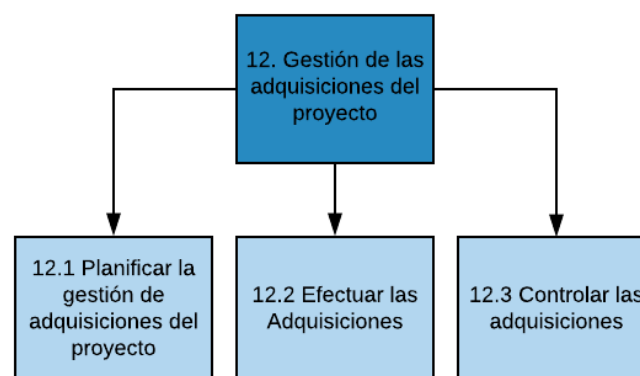 12. Gestión de las
adquisiciones del
proyecto
12.1 Planificar la
gestión de
adquisiciones del
proyecto
12.2 Efectuar las
Adquisiciones
12.3 Controlar las
adquisiciones